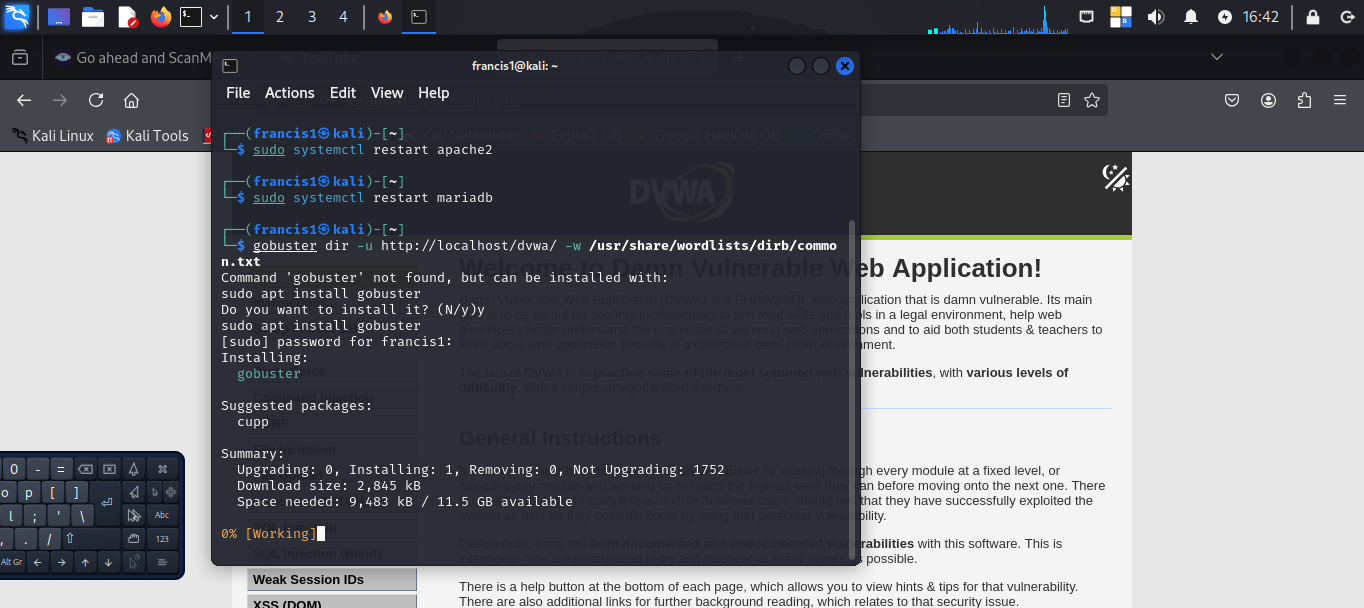 1 2 3 4 16:42
Go ahead and ScanM
YouTube
francis1@kali: ~
File Actions Edit View Help
Kali Linux Kali Tools Kali NetHunter Exploit-DB Google Hacking DB OffSec
┌──(francis1㉿kali)-[~]
└─$ sudo systemctl restart apache2
┌──(francis1㉿kali)-[~]
└─$ sudo systemctl restart mariadb
┌──(francis1㉿kali)-[~]
└─$ gobuster dir -u http://localhost/dvwa/ -w /usr/share/wordlists/dirb/commo
n.txt
Command 'gobuster' not found, but can be installed with:
sudo apt install gobuster
Do you want to install it? (N/y)y
sudo apt install gobuster
[sudo] password for francis1:
Installing:
gobuster
Suggested packages:
cupp
Summary:
Upgrading: 0, Installing: 1, Removing: 0, Not Upgrading: 1752
Download size: 2,845 kB
Space needed: 9,483 kB / 11.5 GB available
0% [Working]
DVWA
Welcome to Damn Vulnerable Web Application!
Damn Vulnerable Web Application (DVWA) is a PHP/MySQL web application that is damn vulnerable. Its main
to be an aid for security professionals to test their skills and tools in a legal environment, help web
developers better understand the processes of securing web applications and to aid both students & teachers to
learn about web application security in a controlled class room environment.
The aim of DVWA is to practice some of the most common web vulnerabilities, with various levels of
difficulty, with a simple straightforward interface.
General Instructions
Either by working through every module at a fixed level, or
selecting any module and working up to reach the highest level they can before moving onto the next one. There
to complete a module; however users should feel that they have successfully exploited the
system as best as they possible could by using that particular vulnerability.
Please note, there are both documented and undocumented vulnerabilities with this software. This is
intentional. You are encouraged to try and discover as many issues as possible.
There is a help button at the bottom of each page, which allows you to view hints & tips for that vulnerability.
There are also additional links for further background reading, which relates to that security issue.
Command Injection
SQL Injection (Blind)
Weak Session IDs
XSS (DOM)
0 - =
o p [ ]
l ; ' \ Abc
, . / 123
Alt Gr